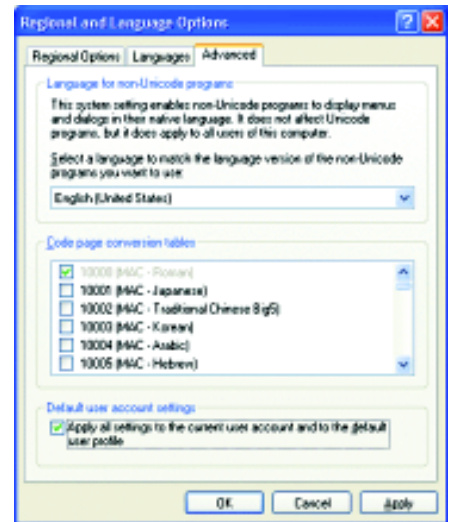 Regional and Language Options
Regional Options
Languages
Advanced
Language for non-Unicode programs
This system setting enables non-Unicode programs to display menus
and dialogs in their native language. It does not affect Unicode
programs, but it does apply to all users of this computer.
Select a language to match the language version of the non-Unicode
programs you want to use:
English (United States)
Code page conversion tables
10000 (MAC - Roman)
10001 (MAC - Japanese)
10002 (MAC - Traditional Chinese Big5)
10003 (MAC - Korean)
10004 (MAC - Arabic)
10005 (MAC - Hebrew)
Default user account settings
Apply all settings to the current user account and to the default
user profile
OK
Cancel
Apply